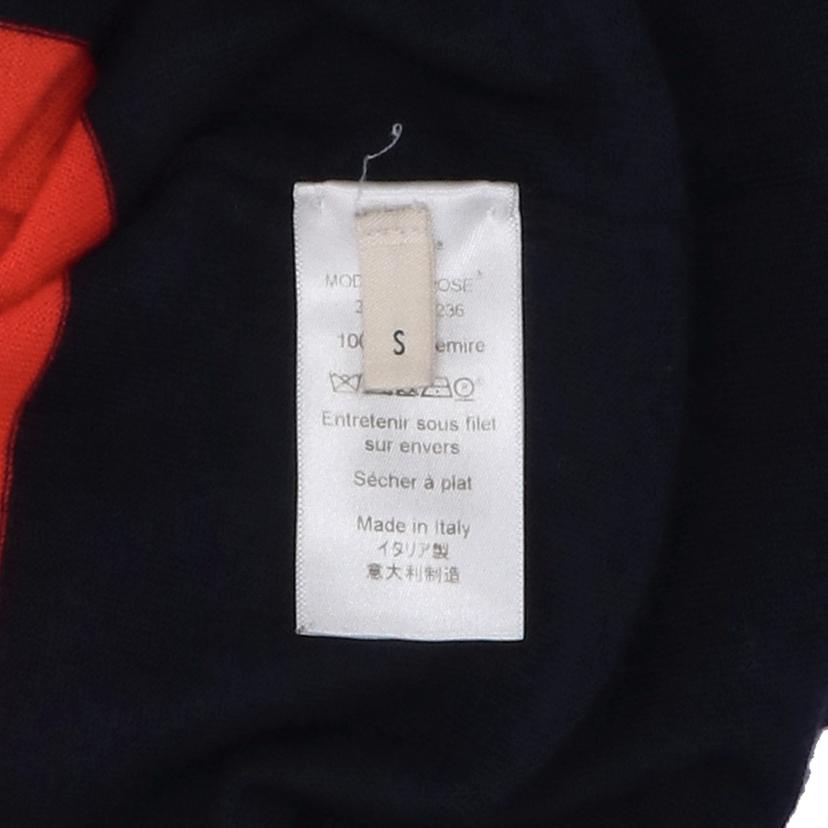 S
Entretenir sous filet
sur envers
Sécher à plat
Made in Italy
イタリア製
意大利制造